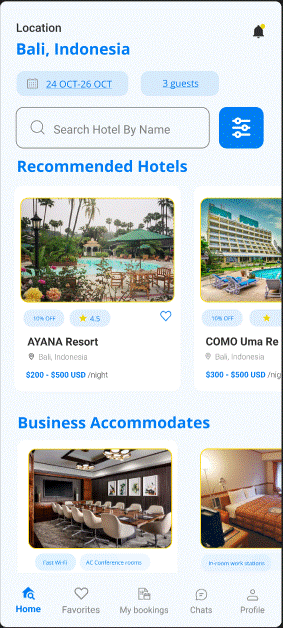 Location
Bali, Indonesia
24 OCT-26 OCT
3 guests
Search Hotel By Name
Recommended Hotels
10% OFF
4.5
10% OFF
AYANA Resort
COMO Uma Re
Bali, Indonesia
Bali, Indonesia
$200 - $500 USD /night
$300 - $500 USD /nig
Business Accommodates
Fast Wi-Fi
AC Conference rooms
In-room work stations
Home
Favorites
My bookings
Chats
Profile